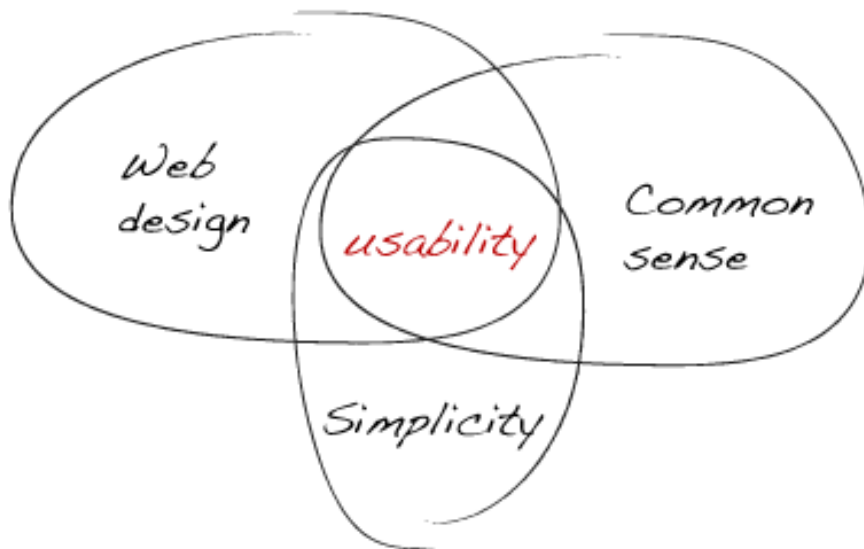 Web
design
usability
Common
sense
Simplicity